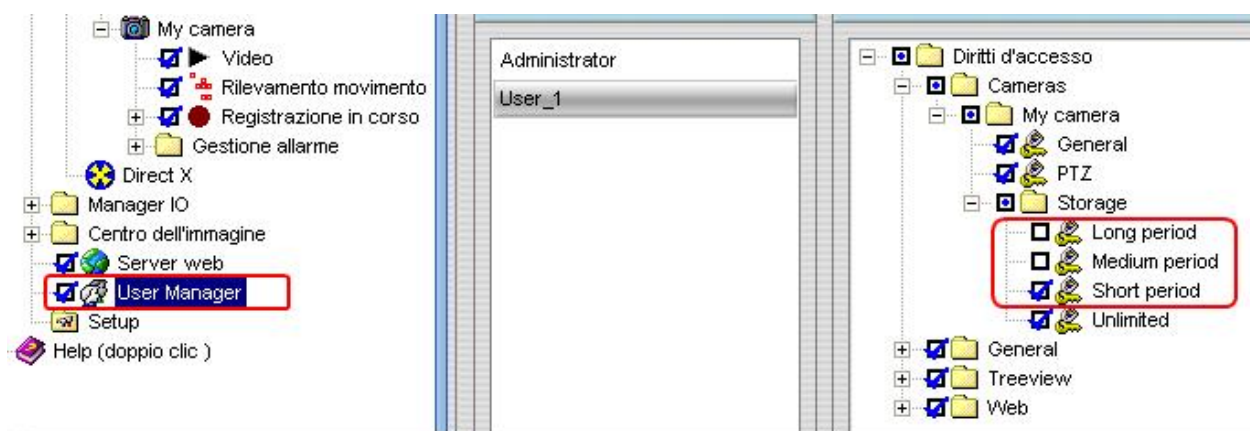 My camera
Video
Rilevamento movimento
Registrazione in corso
Gestione allarme
Direct X
Manager IO
Centro dell'immagine
Server web
User Manager
Setup
Help (doppio clic )
Administrator
User_1
Diritti d'accesso
Cameras
My camera
General
PTZ
Storage
Long period
Medium period
Short period
Unlimited
General
Treeview
Web